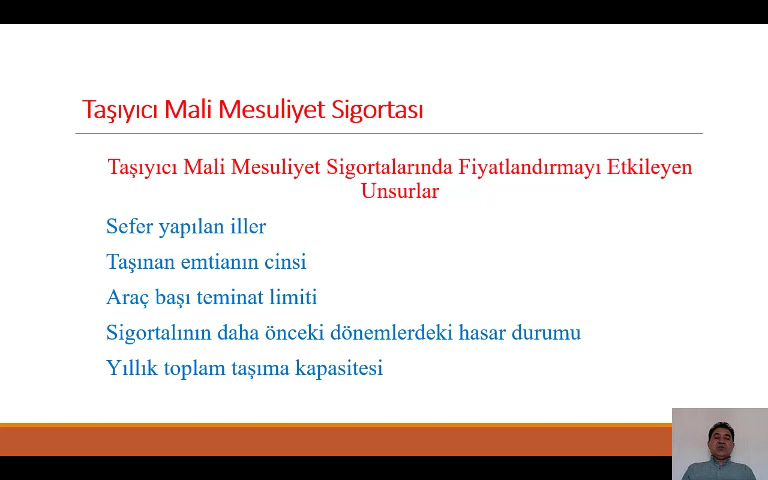 Taşıyıcı Mali Mesuliyet Sigortası
Taşıyıcı Mali Mesuliyet Sigortalarında Fiyatlandırmayı Etkileyen
Unsurlar
Sefer yapılan iller
Taşınan emtianın cinsi
Araç başı teminat limiti
Sigortalının daha önceki dönemlerdeki hasar durumu
Yıllık toplam taşıma kapasitesi